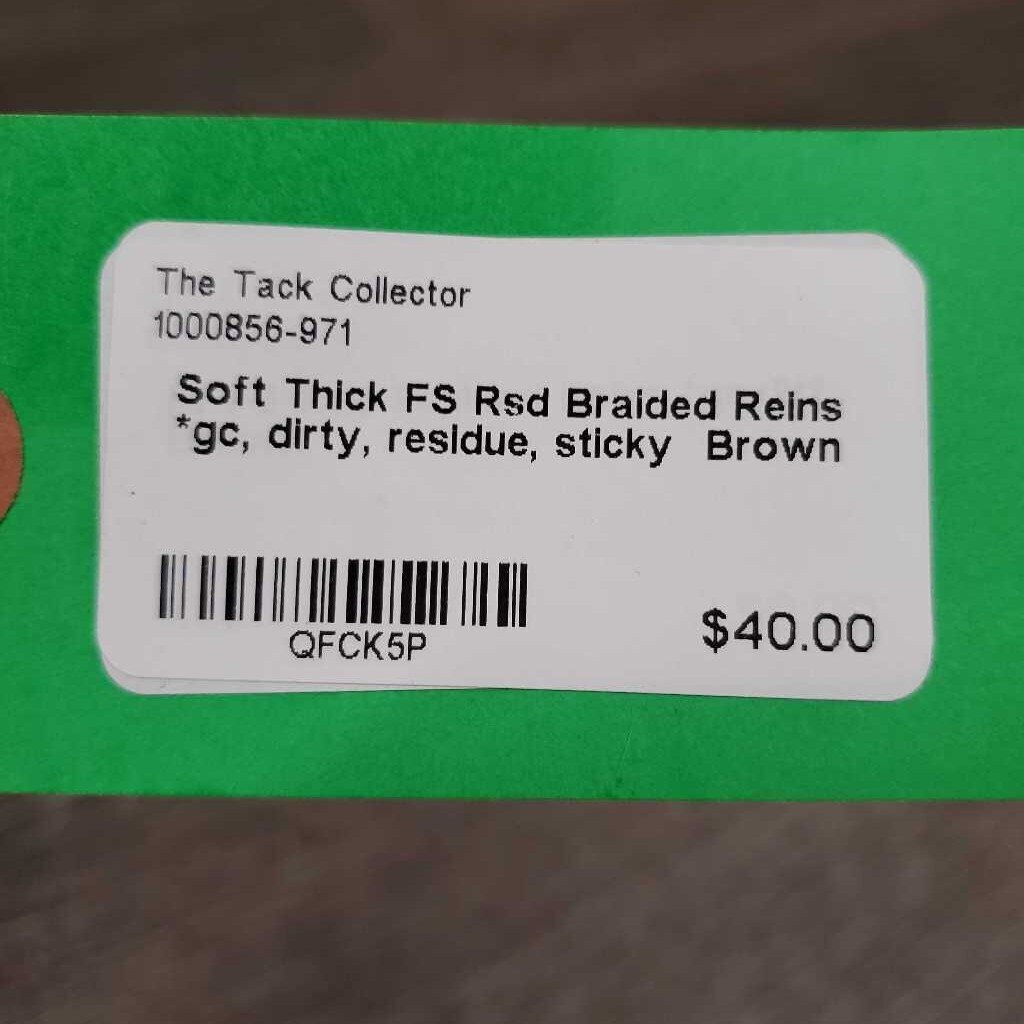 The Tack Collector
1000856-971
Soft Thick FS Rsd Braided Reins
*gc, dirty, residue, sticky Brown
QFCK5P
$40.00